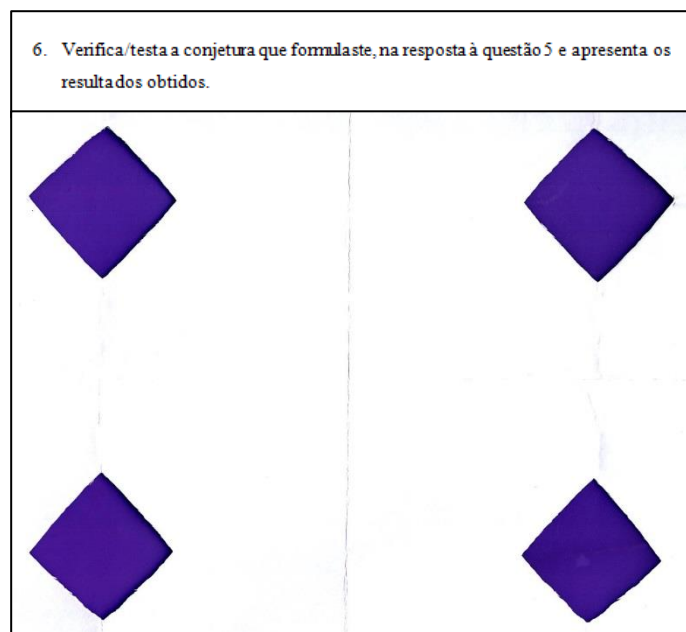 6. Verifica/testa a conjetura que formulaste, na resposta à questão 5 e apresenta os
resultados obtidos.